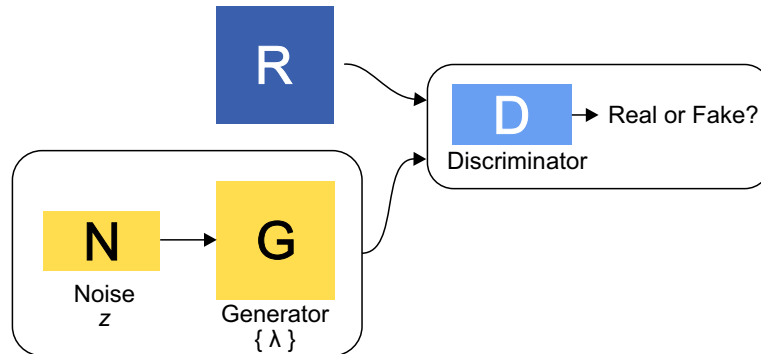 R
D
Real or Fake?
Discriminator
N
G
Noise
z
Generator
{ λ }